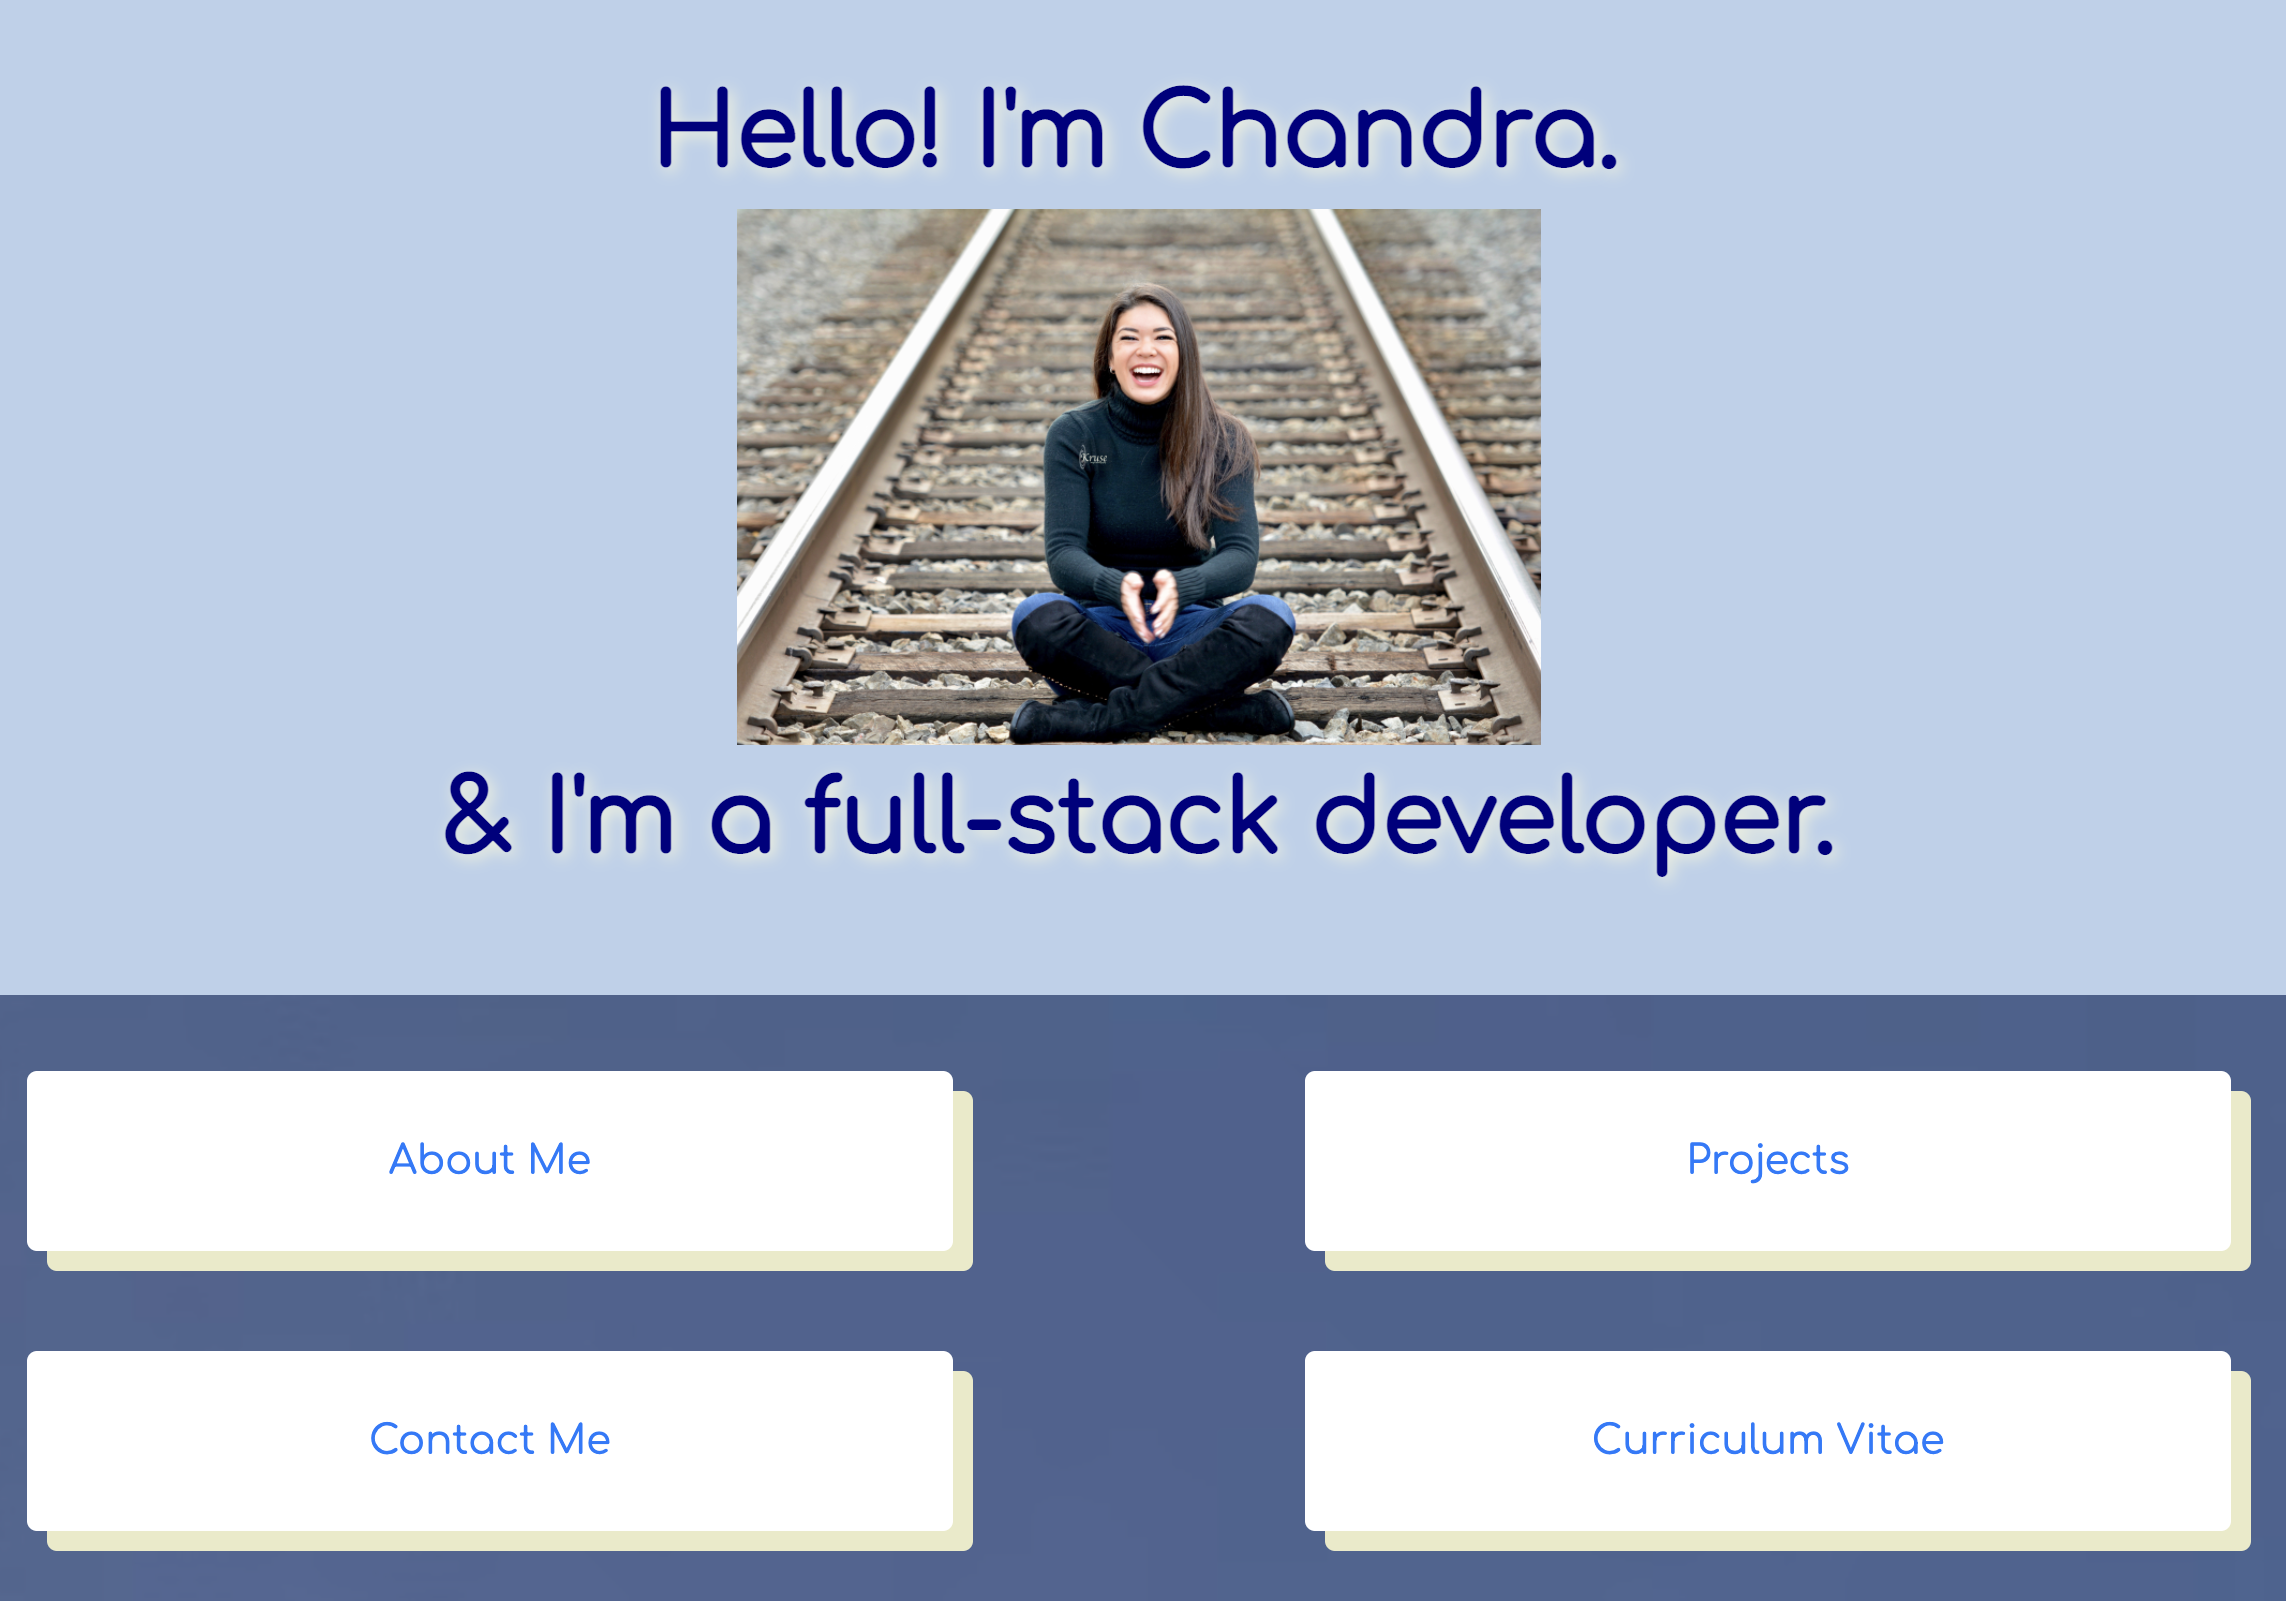 Hello! I'm Chandra.
Kruse
& I'm a full-stack developer.
About Me
Projects
Contact Me
Curriculum Vitae